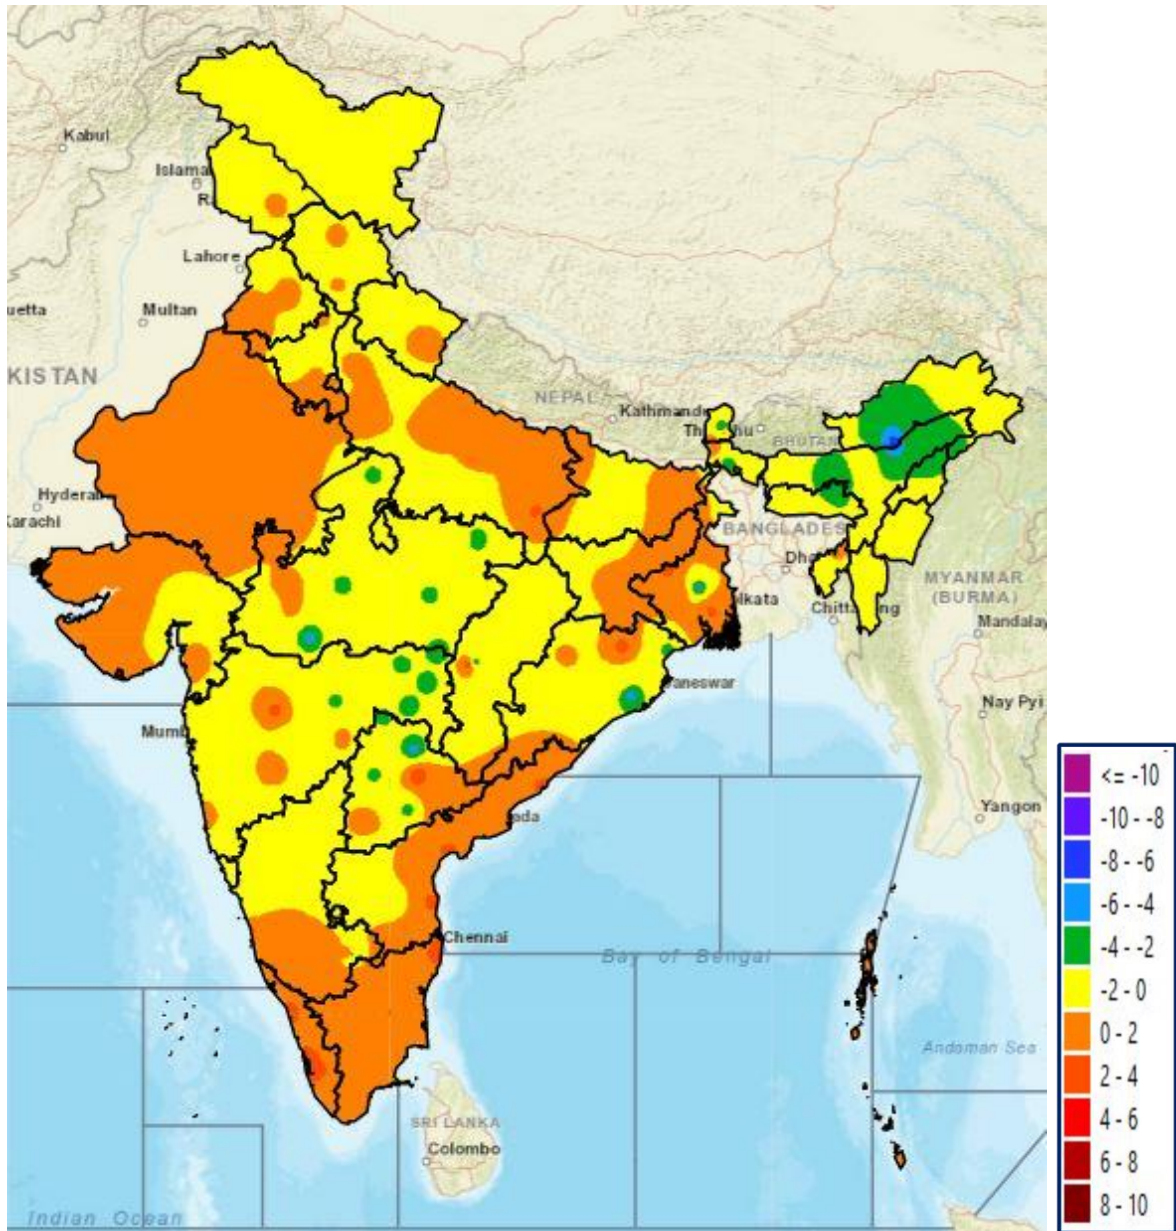 Kabul
Islama
R
Lahore
uetta
Multan
KISTAN
NEPAL
Kathmandu
Thi
hu
BHUTAN
Hyderab
Karachi
BANGLADES
Dha
MYANMAR
(BURMA)
olkata
Chitta
ng
Mandalay
aneswar
Nay Pyi
Mumb
Yangon
ada
Chennai
Bay of Bengal
Andaman Sea
SRI LANKA
Colombo
Indian Ocean
<= -10
-10 - -8
-8 - -6
-6 - -4
-4 - -2
-2 - 0
0 - 2
2 - 4
4 - 6
6 - 8
8 - 10